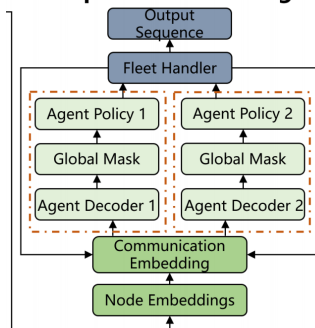 Output
Sequence
Fleet Handler
Agent Policy 1
Agent Policy 2
Global Mask
Global Mask
Agent Decoder 1
Agent Decoder 2
Communication
Embedding
Node Embeddings